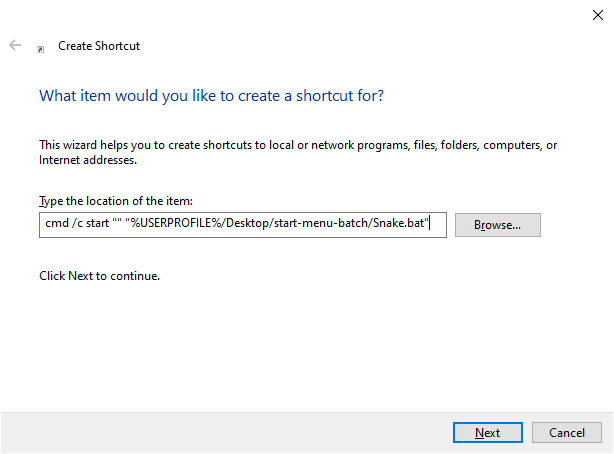 Create Shortcut
What item would you like to create a shortcut for?
This wizard helps you to create shortcuts to local or network programs, files, folders, computers, or
Internet addresses.
Type the location of the item:
cmd /c start "" "%USERPROFILE%/Desktop/start-menu-batch/Snake.bat"
Browse...
Click Next to continue.
Next
Cancel